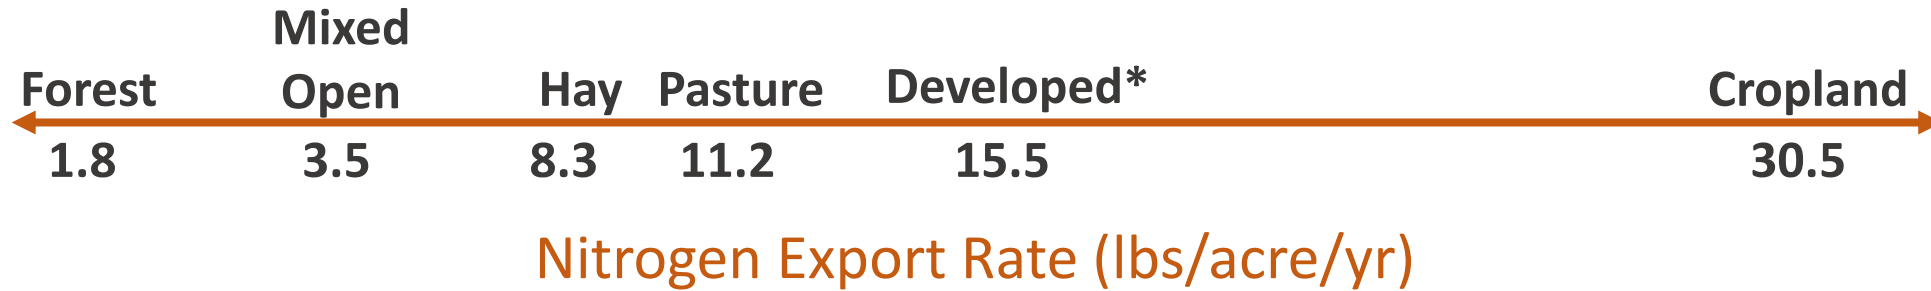 Forest Mixed Open Hay Pasture Developed* Cropland
1.8 3.5 8.3 11.2 15.5 30.5
Nitrogen Export Rate (lbs/acre/yr)